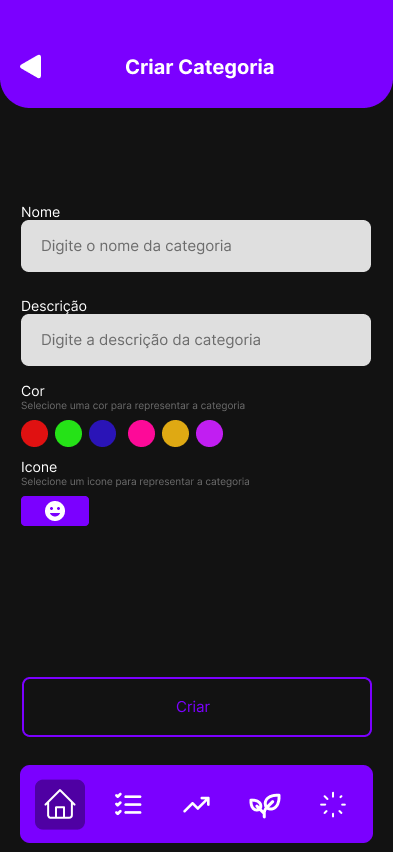 Criar Categoria
Nome
Digite o nome da categoria
Descrição
Digite a descrição da categoria
Cor
Selecione uma cor para representar a categoria
Icone
Selecione um icone para representar a categoria
Criar